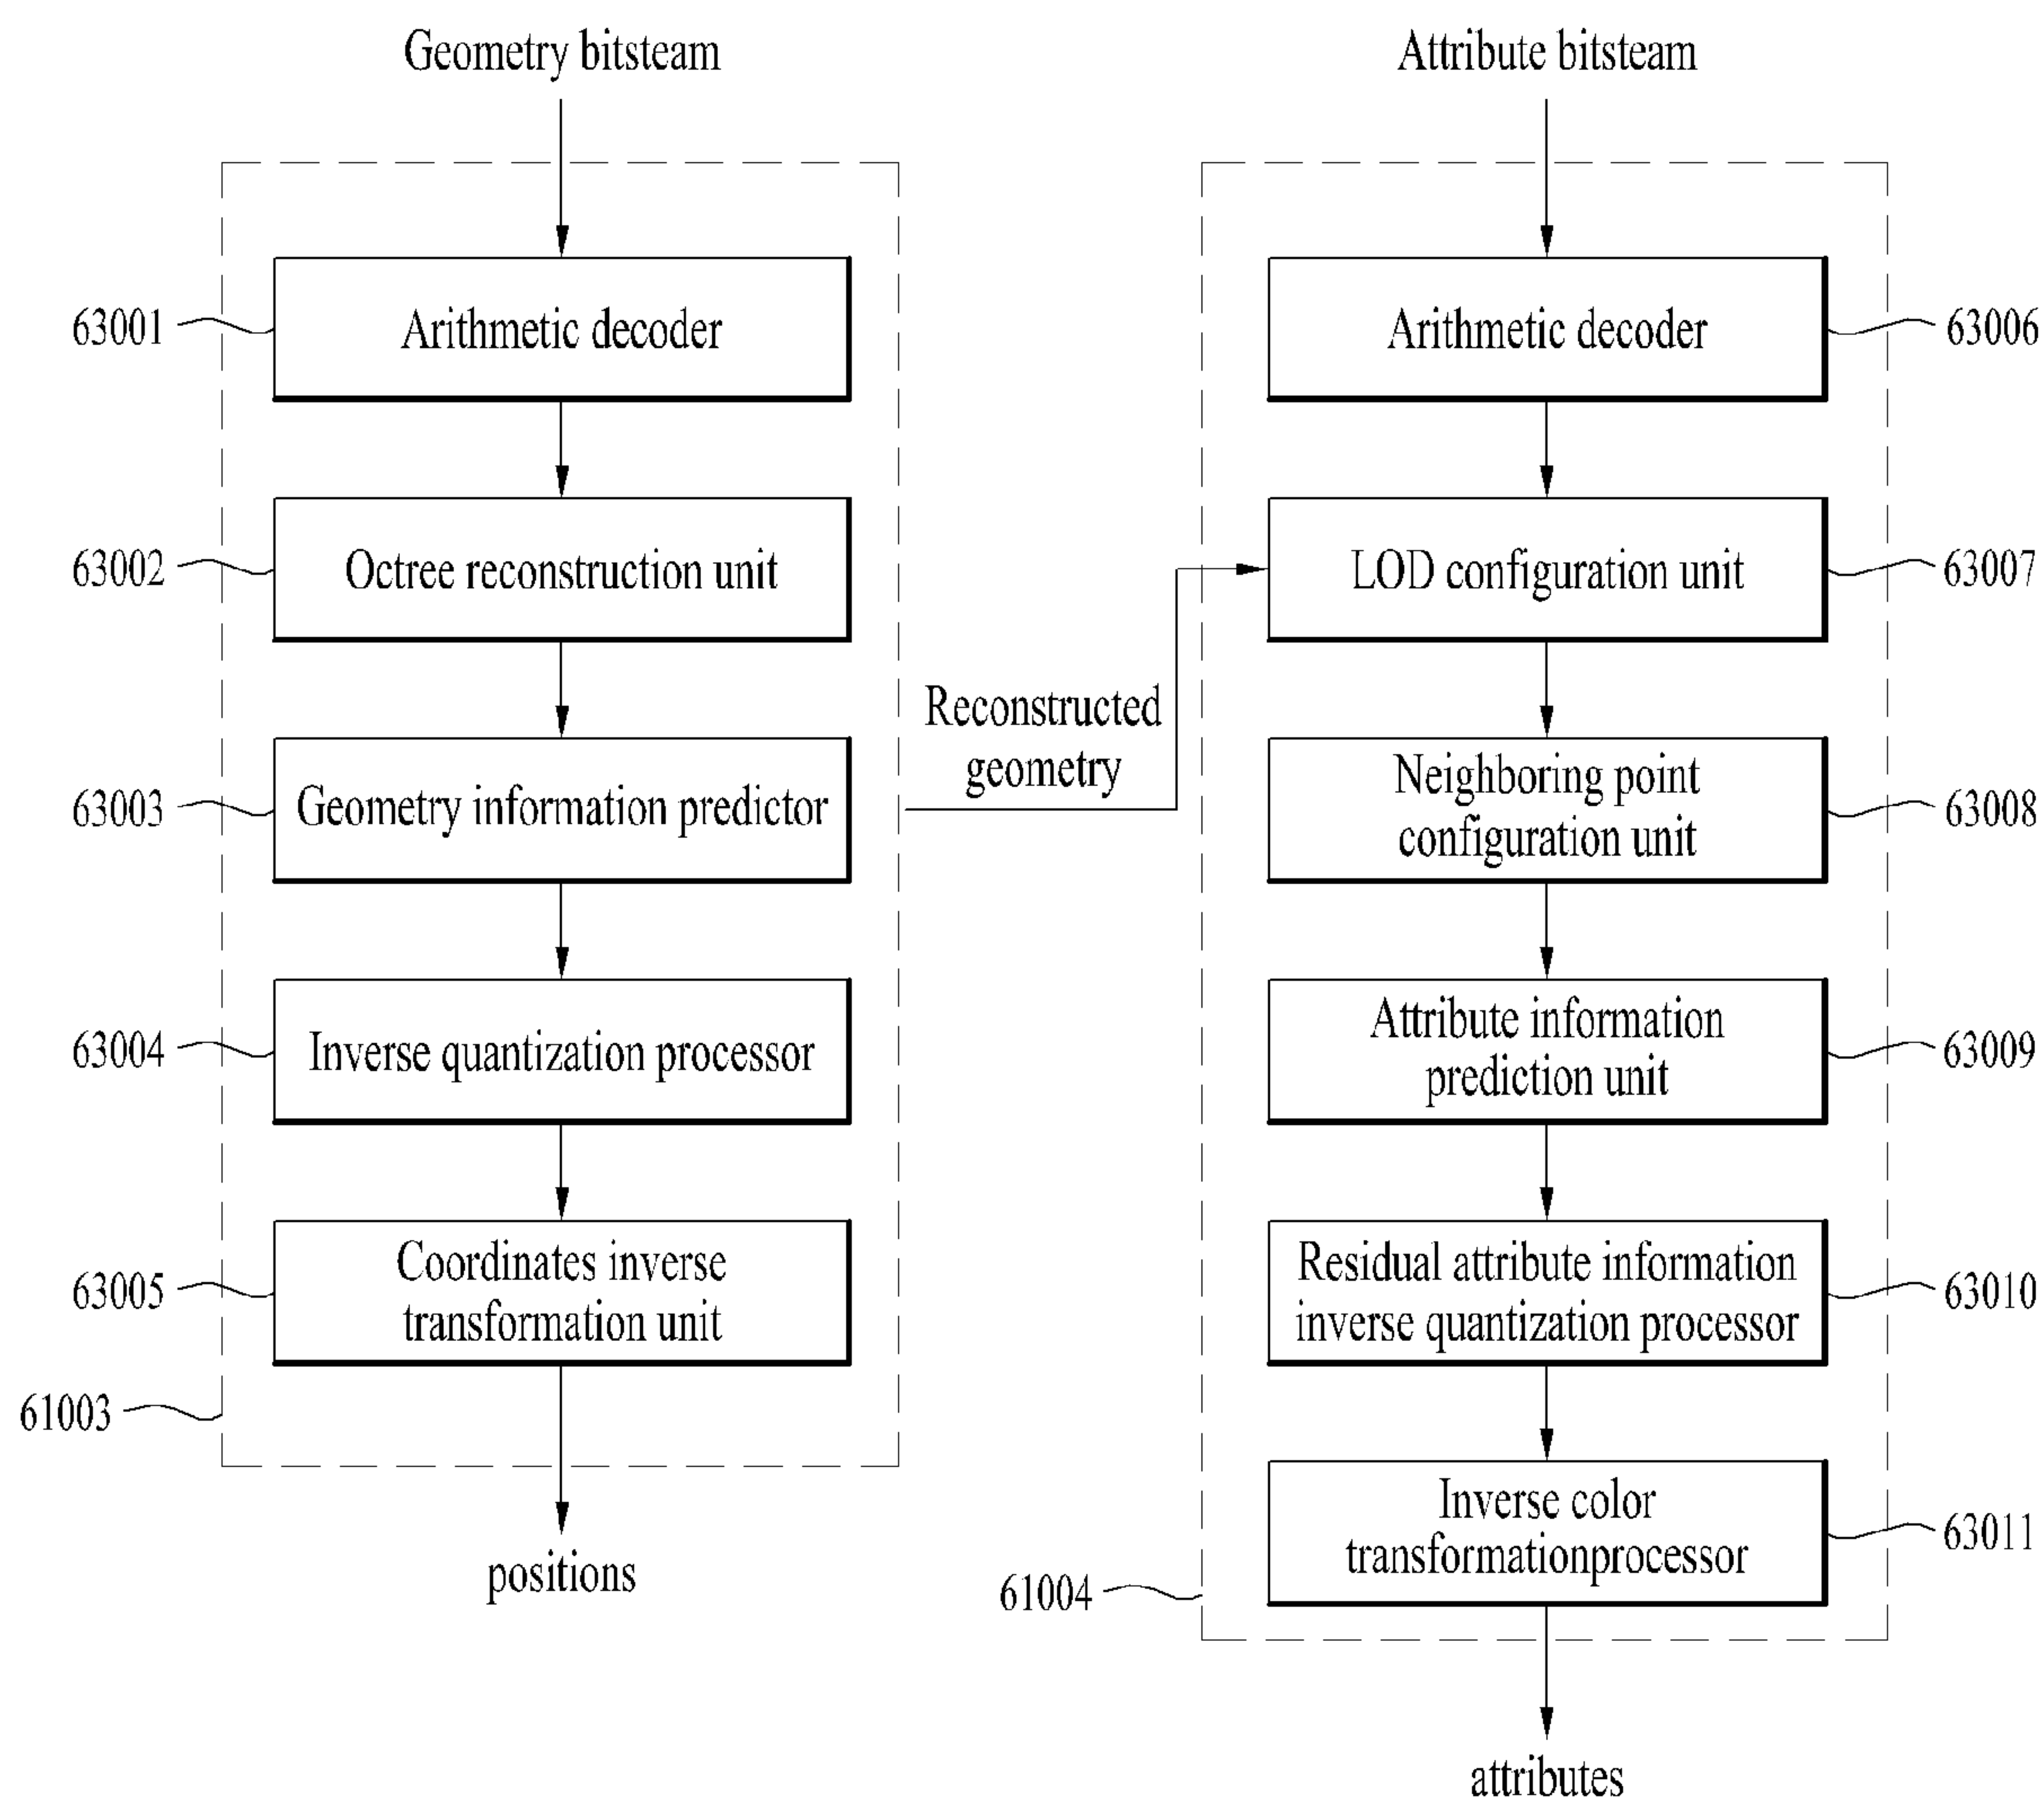 Geometry bitsteam
63001
Arithmetic decoder
63002
Octree reconstruction unit
63003
Geometry information predictor
63004
Inverse quantization processor
63005
Coordinates inverse
transformation unit
61003
positions
Reconstructed
geometry
Attribute bitsteam
Arithmetic decoder
63006
LOD configuration unit
63007
Neighboring point
configuration unit
63008
Attribute information
prediction unit
63009
Residual attribute information
inverse quantization processor
63010
Inverse color
transformationprocessor
63011
61004
attributes